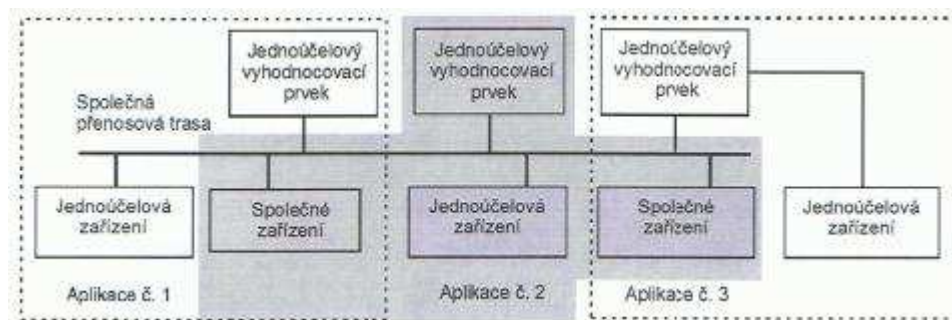 Jednoúčelový
vyhodnocovací
prvek
Jednoúčelový
vyhodnocovací
prvek
Jednoúčelový
vyhodnocovací
prvek
Společná
přenosová trasa
Jednoúčelová
zařízení
Společné
zařízení
Jednoúčelová
zařízení
Společné
zařízení
Jednoúčelová
zařízení
Aplikace č. 1
Aplikace č. 2
Aplikace č. 3